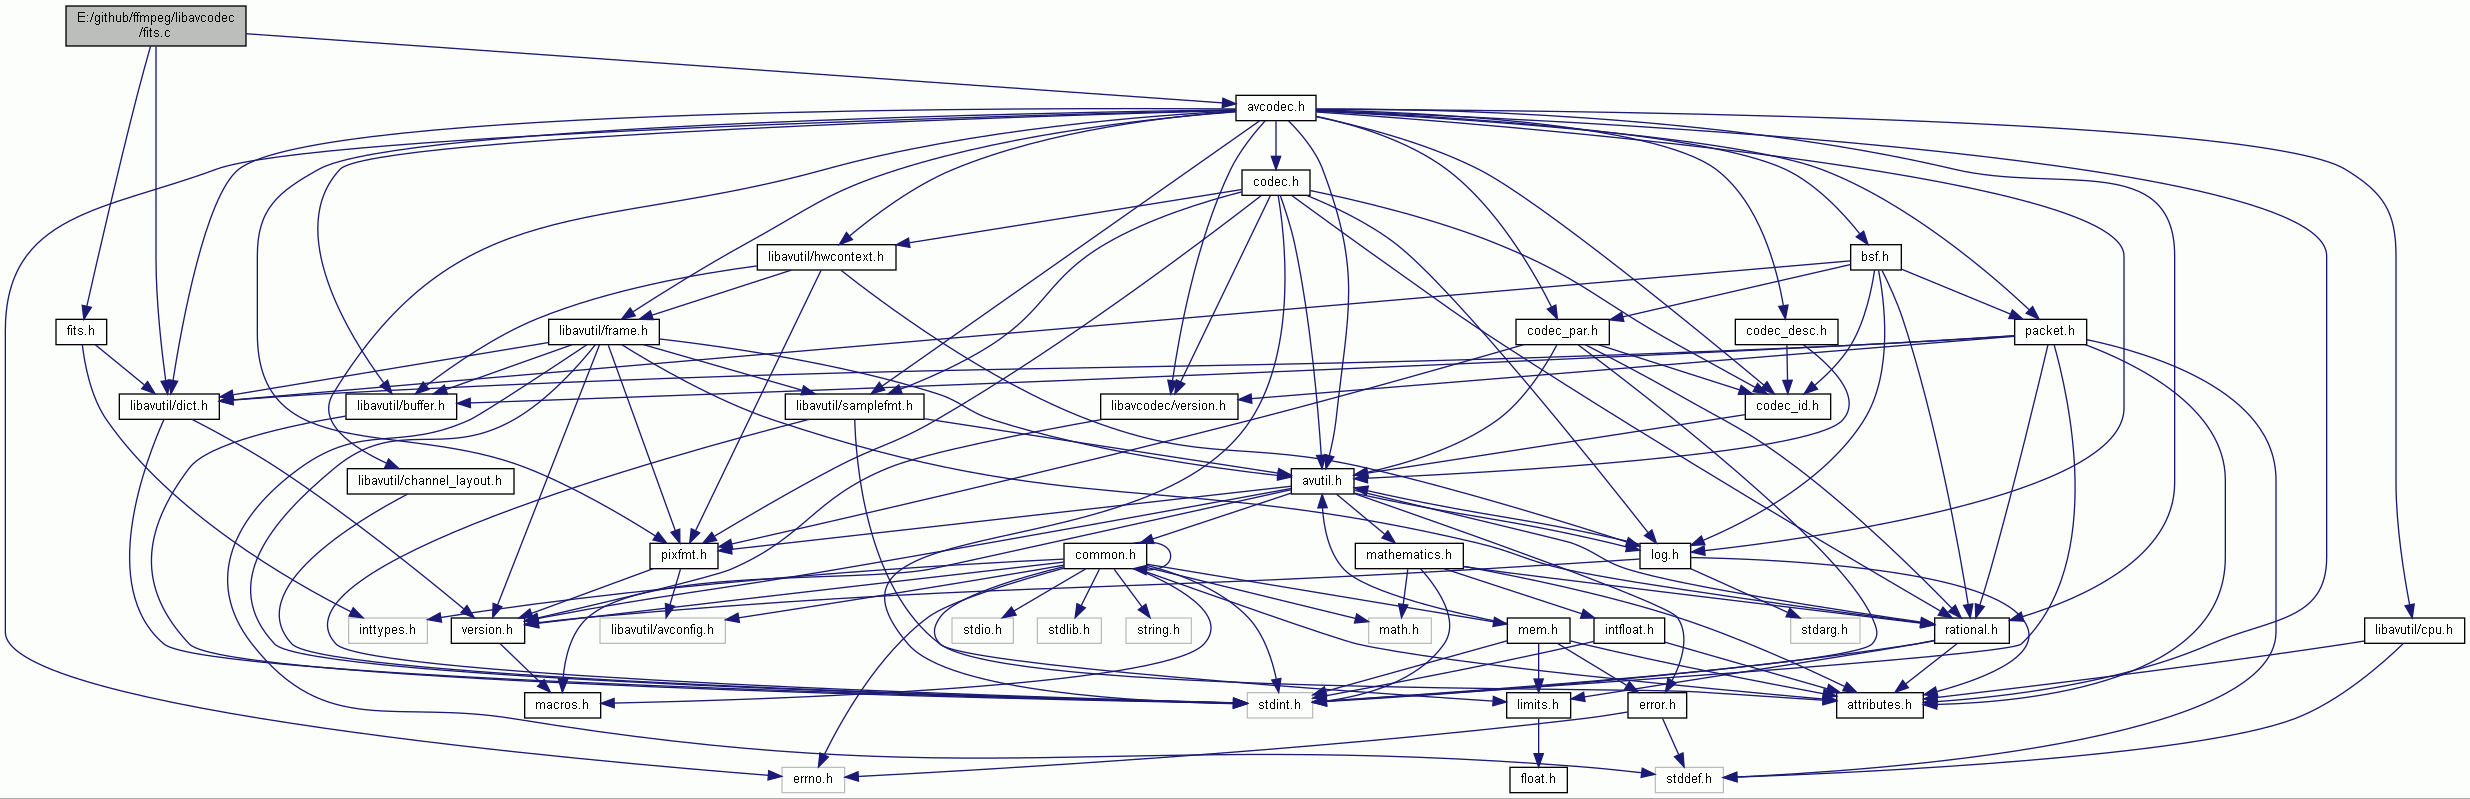 E:/github/ffmpeg/libavcodec
/fits.c
avcodec.h
codec.h
libavutil/hwcontext.h
bsf.h
fits.h
libavutil/frame.h
codec_par.h
codec_desc.h
packet.h
libavutil/dict.h
libavutil/buffer.h
libavutil/samplefmt.h
libavcodec/version.h
codec_id.h
libavutil/channel_layout.h
avutil.h
pixfmt.h
common.h
mathematics.h
log.h
inttypes.h
version.h
libavutil/avconfig.h
stdio.h
stdlib.h
string.h
math.h
mem.h
intfloat.h
stdarg.h
rational.h
libavutil/cpu.h
macros.h
stdint.h
limits.h
error.h
attributes.h
errno.h
float.h
stddef.h